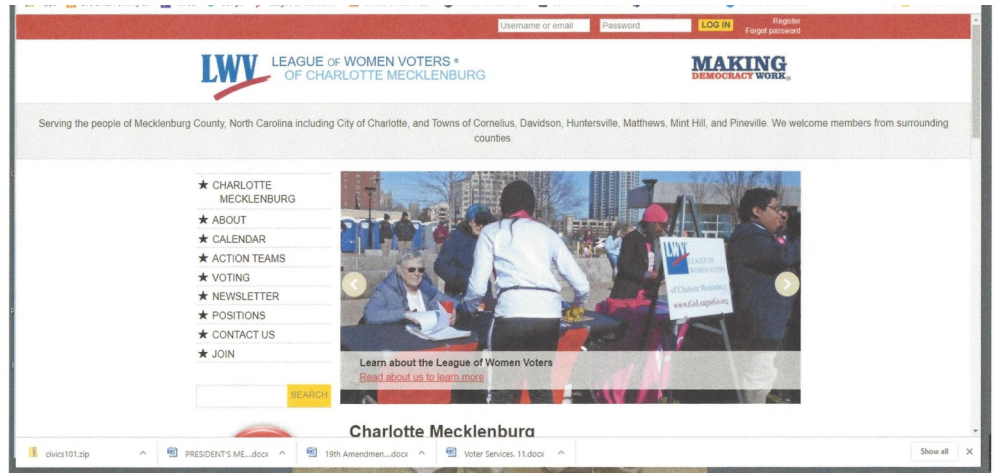 Username or email Password LOG IN Register
Forgot password
LWV LEAGUE OF WOMEN VOTERS ®
OF CHARLOTTE MECKLENBURG
MAKING
DEMOCRACY WORK®
Serving the people of Mecklenburg County, North Carolina including City of Charlotte, and Towns of Cornelius, Davidson, Huntersville, Matthews, Mint Hill, and Pineville. We welcome members from surrounding
counties.
★ CHARLOTTE
MECKLENBURG
★ ABOUT
★ CALENDAR
★ ACTION TEAMS
★ VOTING
★ NEWSLETTER
★ POSITIONS
★ CONTACT US
★ JOIN
SEARCH
LWV
LEAGUE OF
WOMEN VOTERS
of Charlotte Mecklenburg
www.GoLeagueGo.org
Learn about the League of Women Voters
Read about us to learn more
Charlotte Mecklenburg
civics101.zip
PRESIDENT'S ME....docx
19th Amendmen....docx
Voter Services. 11.docx
Show all